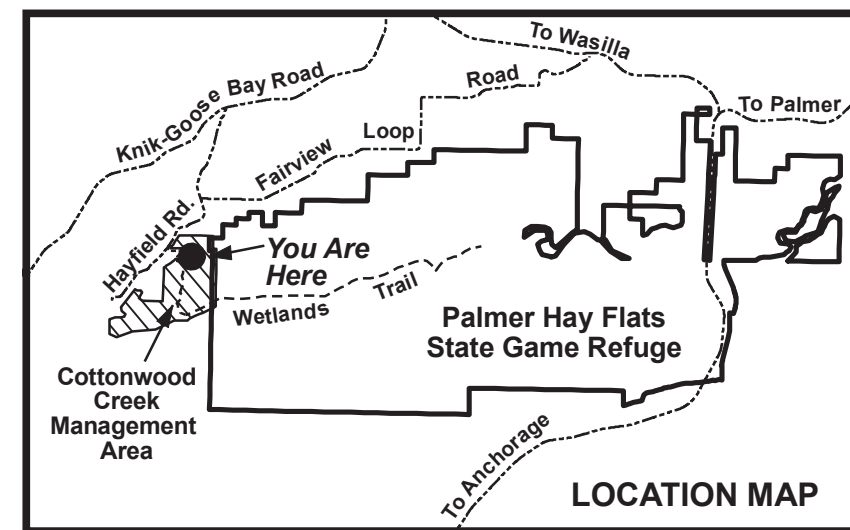 To Wasilla
Knik-Goose Bay Road
Road
To Palmer
Loop
Fairview
Hayfield Rd.
You Are
Here
Trail
Wetlands
Palmer Hay Flats
State Game Refuge
Cottonwood
Creek
Management
Area
To Anchorage
LOCATION MAP